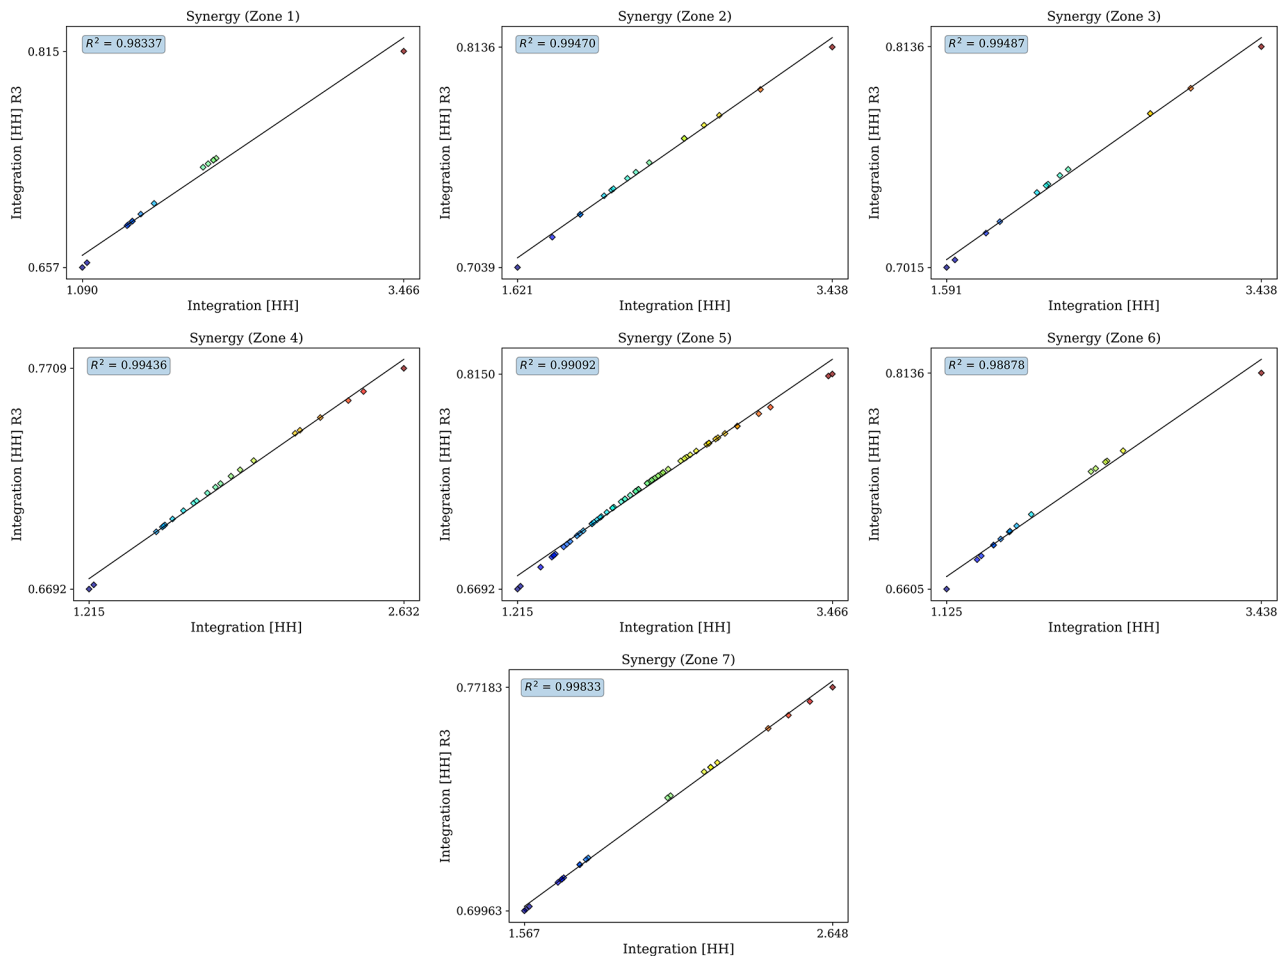 Synergy (Zone 1)
R² = 0.98337
0.815
0.657
Integration [HH] R3
1.090
3.466
Integration [HH]
Synergy (Zone 2)
R² = 0.99470
0.8136
0.7039
Integration [HH] R3
1.621
3.438
Integration [HH]
Synergy (Zone 3)
R² = 0.99487
0.8136
0.7015
Integration [HH] R3
1.591
3.438
Integration [HH]
Synergy (Zone 4)
R² = 0.99436
0.7709
0.6692
Integration [HH] R3
1.215
2.632
Integration [HH]
Synergy (Zone 5)
R² = 0.99092
0.8150
0.6692
Integration [HH] R3
1.215
3.466
Integration [HH]
Synergy (Zone 6)
R² = 0.98878
0.8136
0.6605
Integration [HH] R3
1.125
3.438
Integration [HH]
Synergy (Zone 7)
R² = 0.99833
0.77183
0.69963
Integration [HH] R3
1.567
2.648
Integration [HH]